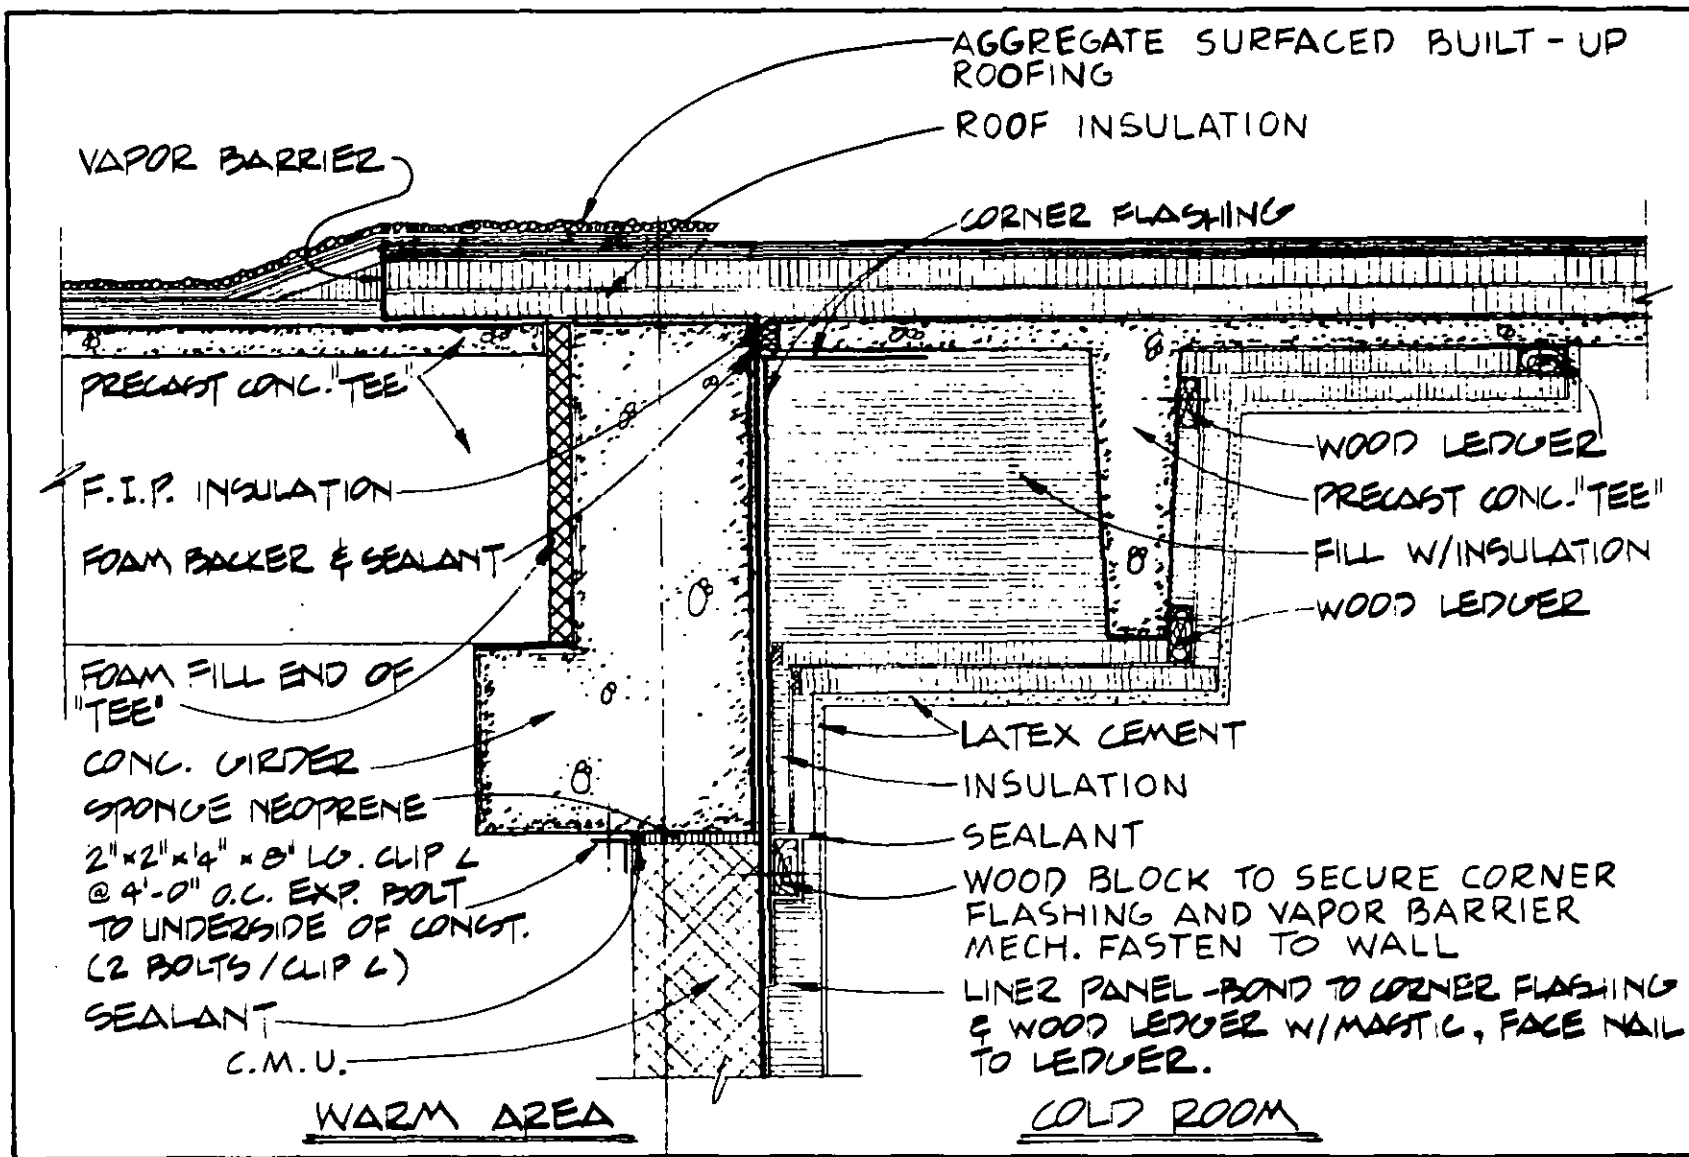 AGGREGATE SURFACED BUILT-UP
ROOFING
ROOF INSULATION
VAPOR BARRIER
CORNER FLASHING
PRECAST CONC. "TEE"
F.I.P. INSULATION
FOAM BACKER & SEALANT
FOAM FILL END OF
"TEE"
CONC. GIRDER
SPONGE NEOPRENE
2"x2"x1/4" x 8" LG. CLIP L
@ 4'-0" O.C. EXP. BOLT
TO UNDERSIDE OF CONST.
(2 BOLTS/CLIP L)
SEALANT
C.M.U.
WARM AREA
WOOD LEDGER
PRECAST CONC. "TEE"
FILL W/INSULATION
WOOD LEDGER
LATEX CEMENT
INSULATION
SEALANT
WOOD BLOCK TO SECURE CORNER
FLASHING AND VAPOR BARRIER
MECH. FASTEN TO WALL
LINER PANEL-BOND TO CORNER FLASHING
& WOOD LEDGER W/MASTIC, FACE NAIL
TO LEDGER.
COLD ROOM